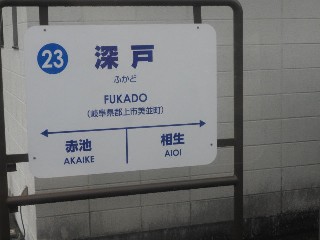 23
深戸
ふかど
FUKADO
(岐阜県郡上市美並町)
赤池 相生
AKAIKE AIOI